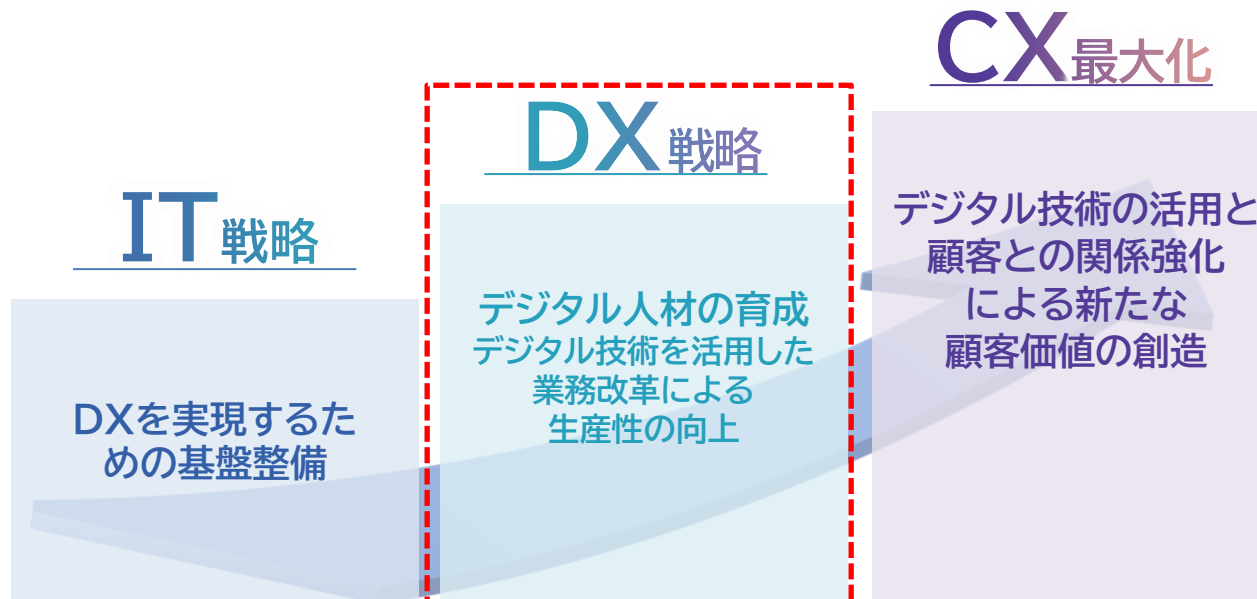 IT戦略
DXを実現するた
めの基盤整備
DX戦略
デジタル人材の育成
デジタル技術を活用した
業務改革による
生産性の向上
CX最大化
デジタル技術の活用と
顧客との関係強化
による新たな
顧客価値の創造